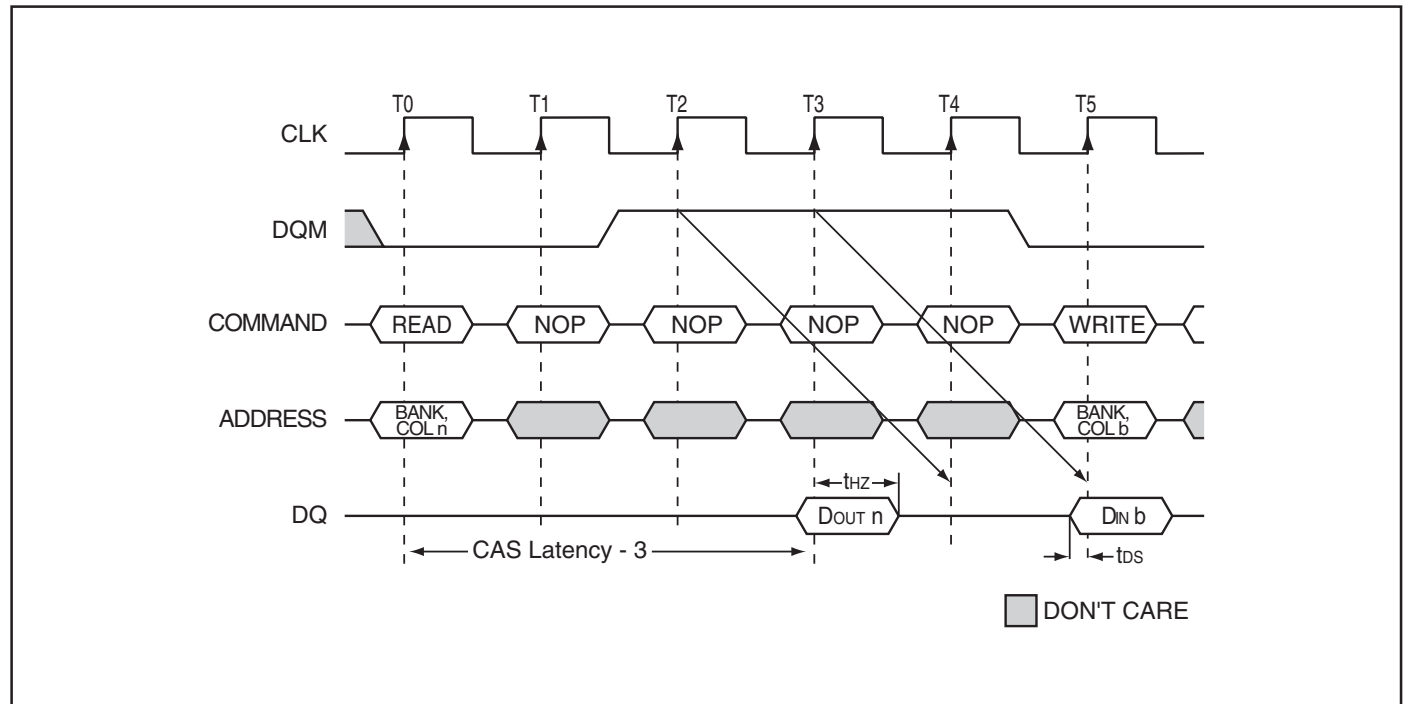 T0 T1 T2 T3 T4 T5
CLK
DQM
COMMAND READ NOP NOP NOP NOP WRITE
ADDRESS BANK, COL n BANK, COL b
tHZ
DQ DOUT n DIN b
CAS Latency - 3 tDS
DON'T CARE